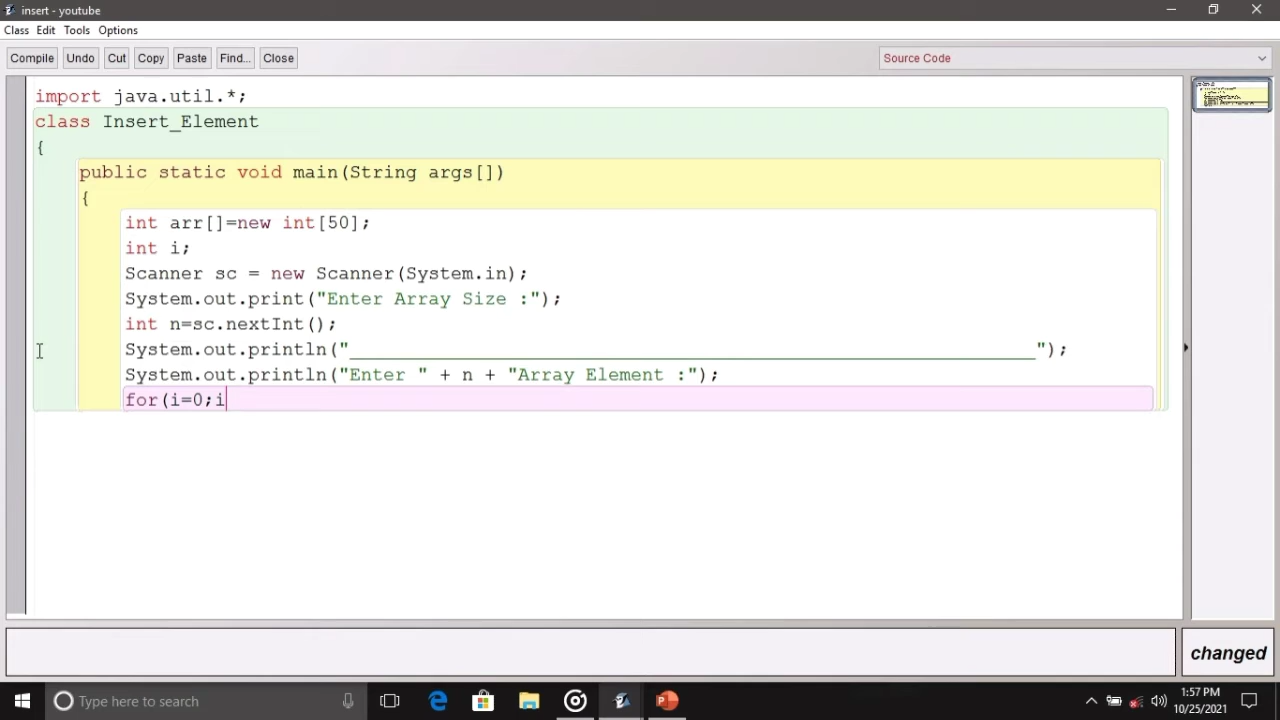 insert - youtube
Class Edit Tools Options
Compile Undo Cut Copy Paste Find... Close Source Code
import java.util.*;
class Insert_Element
{
public static void main(String args[])
{
int arr[]=new int[50];
int i;
Scanner sc = new Scanner(System.in);
System.out.print("Enter Array Size :");
int n=sc.nextInt();
System.out.println("_____________________________________________________________");
System.out.println("Enter " + n + "Array Element :");
for(i=0;i
changed
Type here to search
1:57 PM
10/25/2021